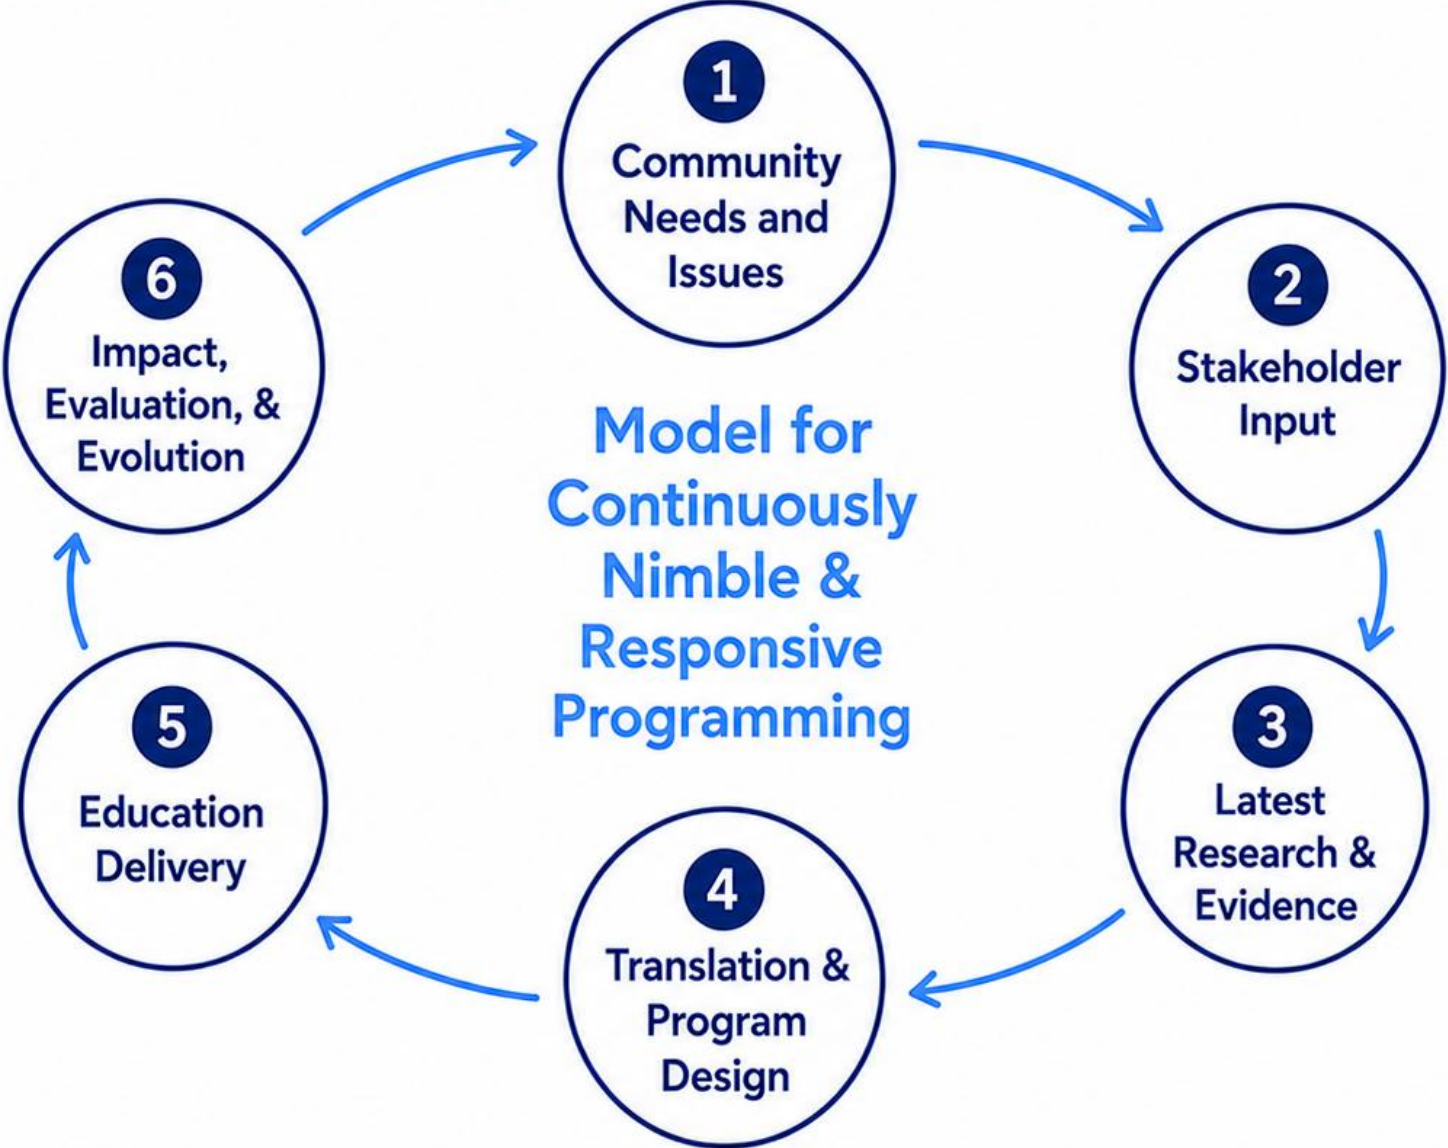 1
Community
Needs and
Issues
2
Stakeholder
Input
3
Latest
Research &
Evidence
4
Translation &
Program
Design
5
Education
Delivery
6
Impact,
Evaluation, &
Evolution
Model for
Continuously
Nimble &
Responsive
Programming